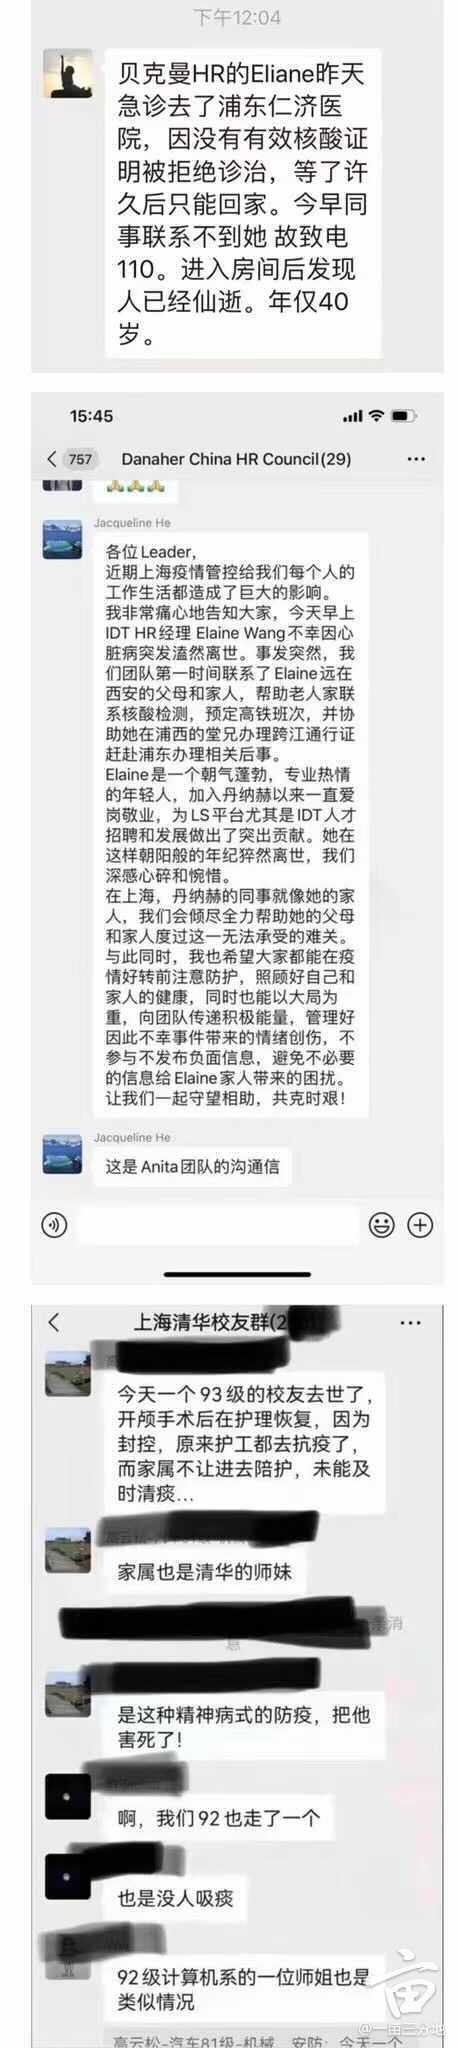 下午12:04
贝克曼HR的Eliane昨天
急诊去了浦东仁济医
院，因没有有效核酸证
明被拒绝诊治，等了许
久后只能回家。今早同
事联系不到她 故致电
110。进入房间后发现
人已经仙逝。年仅40
岁。
15:45
757
Danaher China HR Council(29)
Jacqueline He
各位Leader,
近期上海疫情管控给我们每个人的
工作生活都造成了巨大的影响。
我非常痛心地告知大家，今天早上
IDT HR经理 Elaine Wang不幸因心
脏病突发溘然离世。事发突然，我
们团队第一时间联系了Elaine远在
西安的父母和家人，帮助老人家联
系核酸检测，预定高铁班次，并协
助她在浦西的堂兄办理跨江通行证
赶赴浦东办理相关后事。
Elaine是一个朝气蓬勃，专业热情
的年轻人，加入丹纳赫以来一直爱
岗敬业，为LS平台尤其是IDT人才
招聘和发展做出了突出贡献。她在
这样朝阳般的年纪猝然离世，我们
深感心碎和惋惜。
在上海，丹纳赫的同事就像她的家
人，我们会倾尽全力帮助她的父母
和家人度过这一无法承受的难关。
与此同时，我也希望大家都能在疫
情好转前注意防护，照顾好自己和
家人的健康，同时也能以大局为
重，向团队传递积极能量，管理好
因此不幸事件带来的情绪创伤，不
参与不发布负面信息，避免不必要
的信息给Elaine家人带来的困扰。
让我们一起守望相助，共克时艰！
Jacqueline He
这是Anita团队的沟通信
上海清华校友群(2
今天一个93级的校友去世了，
开颅手术后在护理恢复，因为
封控，原来护工都去抗疫了，
而家属不让进去陪护，未能及
时清痰...
家属也是清华的师妹
条消
息
是这种精神病式的防疫，把他
害死了！
啊，我们92也走了一个
也是没人吸痰
92级计算机系的一位师姐也是
类似情况
高云松-汽车81级-机械、安防：今天一个
亩
@一亩三分地